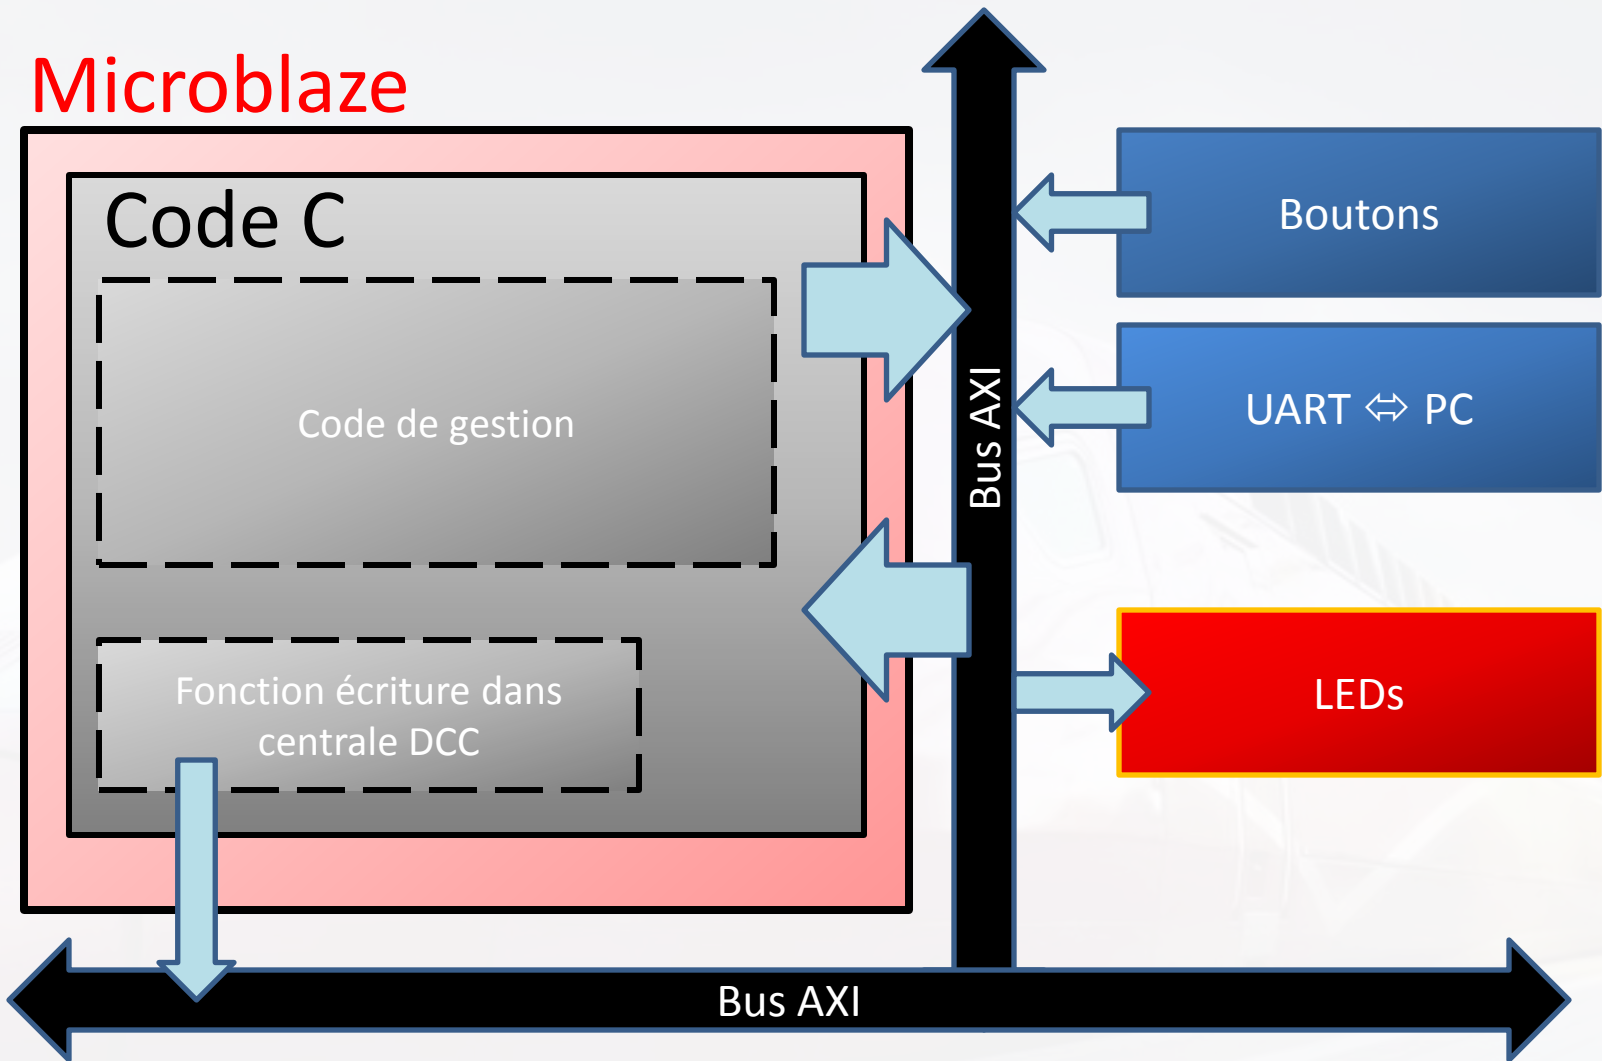 Microblaze
Code C
Code de gestion
Fonction écriture dans
centrale DCC
Bus AXI
Boutons
UART ⬄ PC
LEDs
Bus AXI